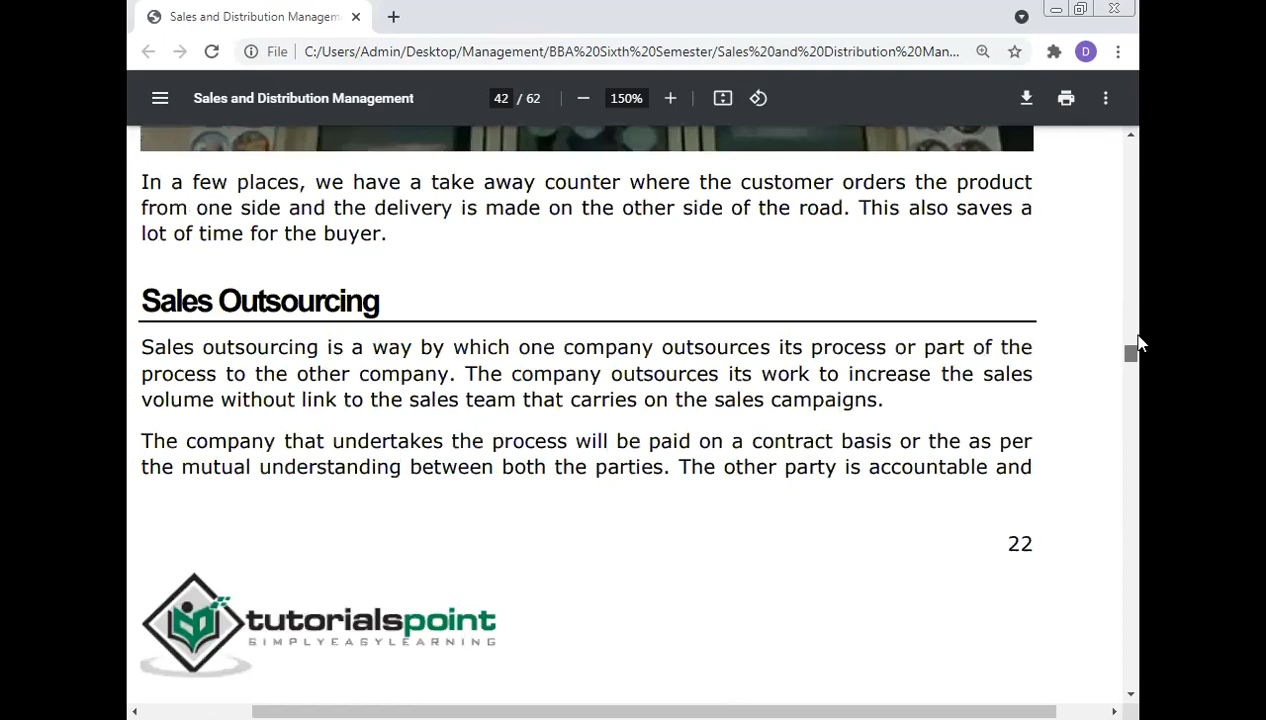 Sales and Distribution Managem
File C:/Users/Admin/Desktop/Management/BBA%20Sixth%20Semester/Sales%20and%20Distribution%20Man... D
Sales and Distribution Management 42 / 62 150%
In a few places, we have a take away counter where the customer orders the product
from one side and the delivery is made on the other side of the road. This also saves a
lot of time for the buyer.
Sales Outsourcing
Sales outsourcing is a way by which one company outsources its process or part of the
process to the other company. The company outsources its work to increase the sales
volume without link to the sales team that carries on the sales campaigns.
The company that undertakes the process will be paid on a contract basis or the as per
the mutual understanding between both the parties. The other party is accountable and
22
tutorialspoint
SIMPLYEASYLEARNING